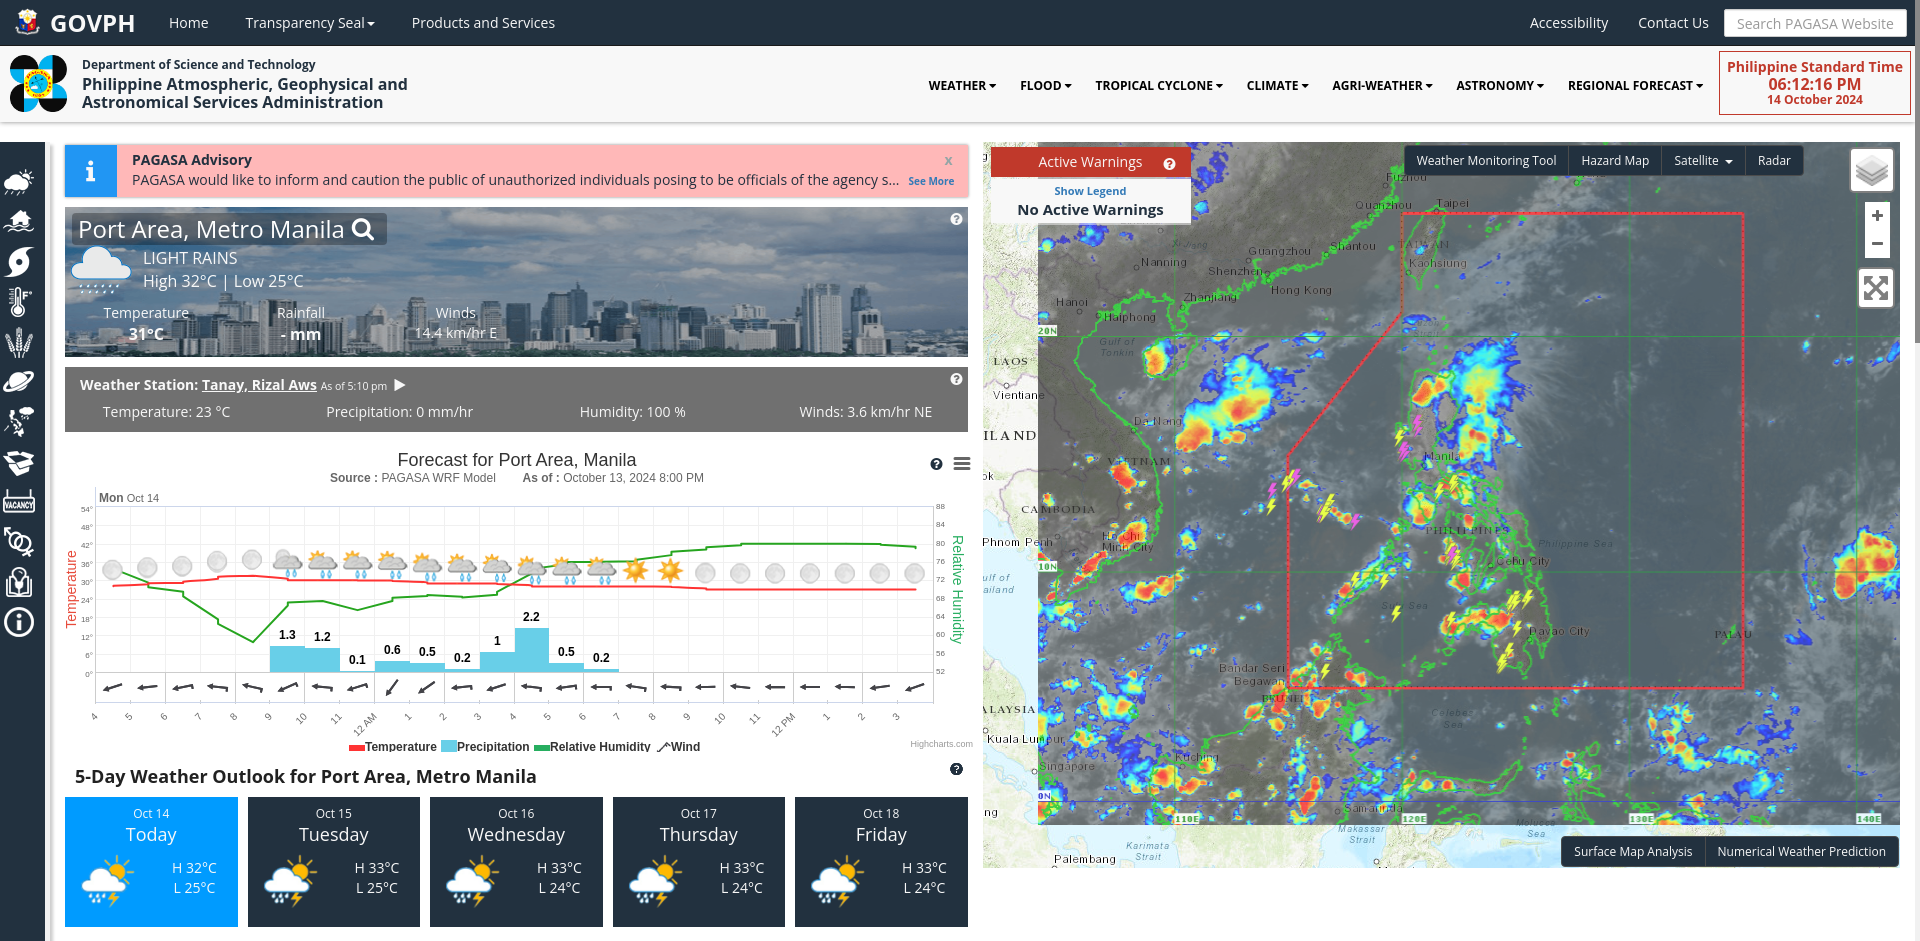 GOVPH
Home
Transparency Seal
Products and Services
Accessibility
Contact Us
Search PAGASA Website
Department of Science and Technology
Philippine Atmospheric, Geophysical and
Astronomical Services Administration
WEATHER
FLOOD
TROPICAL CYCLONE
CLIMATE
AGRI-WEATHER
ASTRONOMY
REGIONAL FORECAST
Philippine Standard Time
06:12:16 PM
14 October 2024
PAGASA Advisory
x
PAGASA would like to inform and caution the public of unauthorized individuals posing to be officials of the agency s... See More
Port Area, Metro Manila
LIGHT RAINS
High 32°C | Low 25°C
Temperature
31°C
Rainfall
- mm
Winds
14.4 km/hr E
Weather Station: Tanay, Rizal Aws As of 5:10 pm
Temperature: 23 °C
Precipitation: 0 mm/hr
Humidity: 100 %
Winds: 3.6 km/hr NE
Forecast for Port Area, Manila
Source : PAGASA WRF Model As of : October 13, 2024 8:00 PM
Mon Oct 14
Temperature
54°
48°
42°
36°
30°
24°
18°
12°
6°
0°
88
84
80
76
72
68
64
60
56
52
Relative Humidity
1.3
1.2
0.1
0.6
0.5
0.2
1
2.2
0.5
0.2
4 5 6 7 8 9 10 11 12 AM 1 2 3 4 5 6 7 8 9 10 11 12 PM 1 2 3
Temperature Precipitation Relative Humidity Wind
Highcharts.com
5-Day Weather Outlook for Port Area, Metro Manila
Oct 14
Today
H 32°C
L 25°C
Oct 15
Tuesday
H 33°C
L 25°C
Oct 16
Wednesday
H 33°C
L 24°C
Oct 17
Thursday
H 33°C
L 24°C
Oct 18
Friday
H 33°C
L 24°C
VACANCY
Active Warnings
Show Legend
No Active Warnings
Weather Monitoring Tool
Hazard Map
Satellite
Radar
+
−
Fuzhou
Quanzhou
Taipei
Guangzhou
Shantou
TAIWAN
Nanning
Shenzhen
Kaohsiung
Hong Kong
Hanoi
Zhanjiang
Haiphong
20N
Gulf of
Tonkin
LAOS
Vientiane
Da Nang
ILAND
VIETNAM
Manila
ok
CAMBODIA
PHILIPPINES
Phnom Penh
Ho Chi
Minh City
Philippine Sea
10N
Cebu City
ulf of
ailand
Sulu Sea
Davao City
PALAU
Bandar Seri
Begawan
BRUNEI
ALAYSIA
Celebes
Sea
Kuala Lumpur
Kuching
Singapore
0N
Samarinda
ng
110E
120E
130E
140E
Makassar
Strait
Molucca
Sea
Karimata
Strait
Palembang
Surface Map Analysis
Numerical Weather Prediction